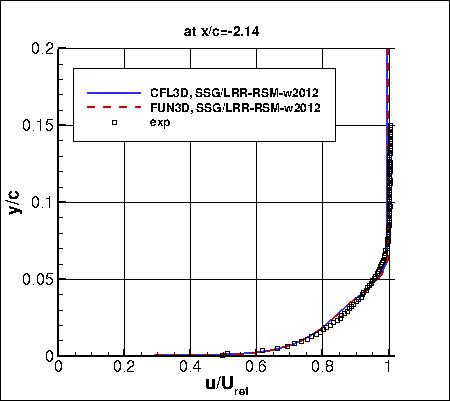 at x/c=-2.14
0.2
CFL3D, SSG/LRR-RSM-w2012
FUN3D, SSG/LRR-RSM-w2012
exp
0.15
y/c
0.1
0.05
0
0 0.2 0.4 0.6 0.8 1
u/Uref